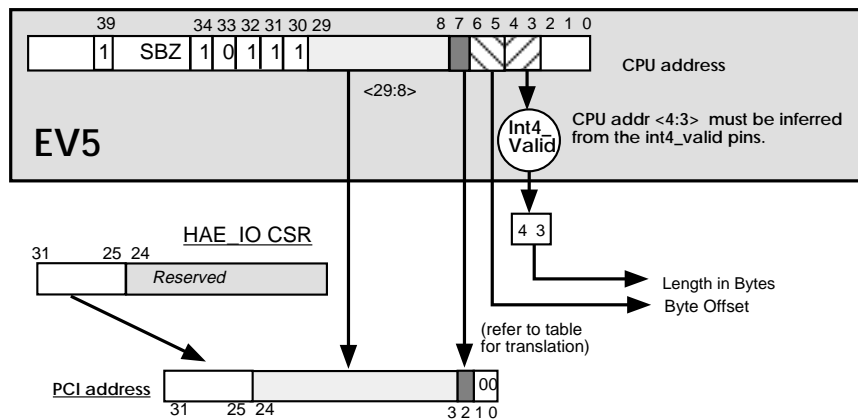 39 34 33 32 31 30 29 8 7 6 5 4 3 2 1 0
1 SBZ 1 0 1 1 1
CPU address
<29:8>
EV5
Int4_
Valid
CPU addr <4:3> must be inferred
from the int4_valid pins.
4 3
HAE_IO CSR
31 25 24
Reserved
Length in Bytes
Byte Offset
(refer to table
for translation)
PCI address
00
31 25 24 3 2 1 0